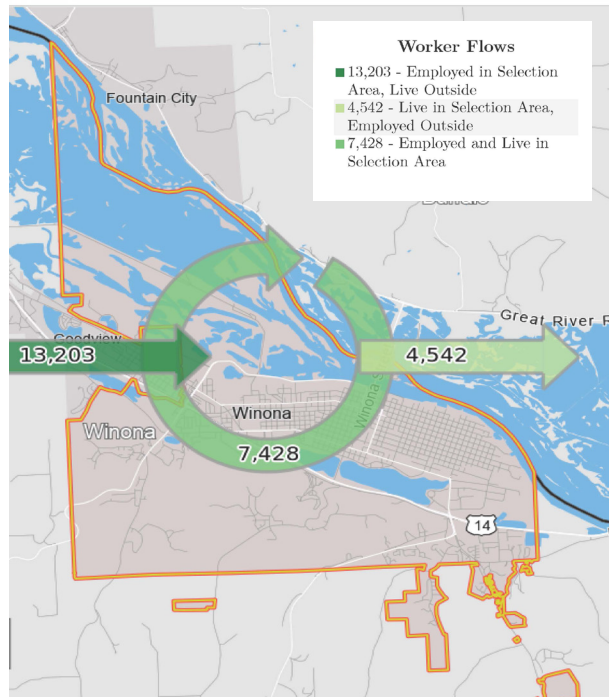 Worker Flows
13,203 - Employed in Selection
Area, Live Outside
4,542 - Live in Selection Area,
Employed Outside
7,428 - Employed and Live in
Selection Area
Fountain City
Buffalo
Great River R
Goodview
13,203
4,542
Winona
Winona
Winona
7,428
14